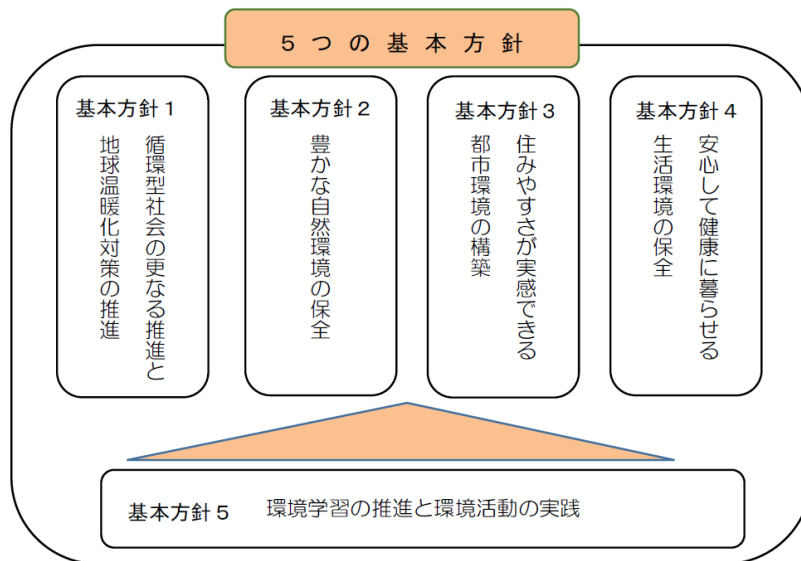 ５つの基本方針
基本方針１
循環型社会の更なる推進と
地球温暖化対策の推進
基本方針２
豊かな自然環境の保全
基本方針３
住みやすさが実感できる
都市環境の構築
基本方針４
安心して健康に暮らせる
生活環境の保全
基本方針５　環境学習の推進と環境活動の実践